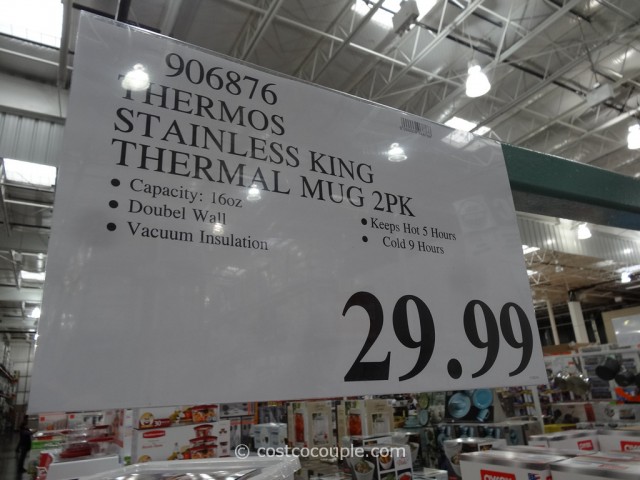 906876
THERMOS
STAINLESS KING
THERMAL MUG 2PK
• Capacity: 16oz
• Doubel Wall
• Vacuum Insulation
• Keeps Hot 5 Hours
• Cold 9 Hours
29.99
Rubbermaid
© costcocouple.com